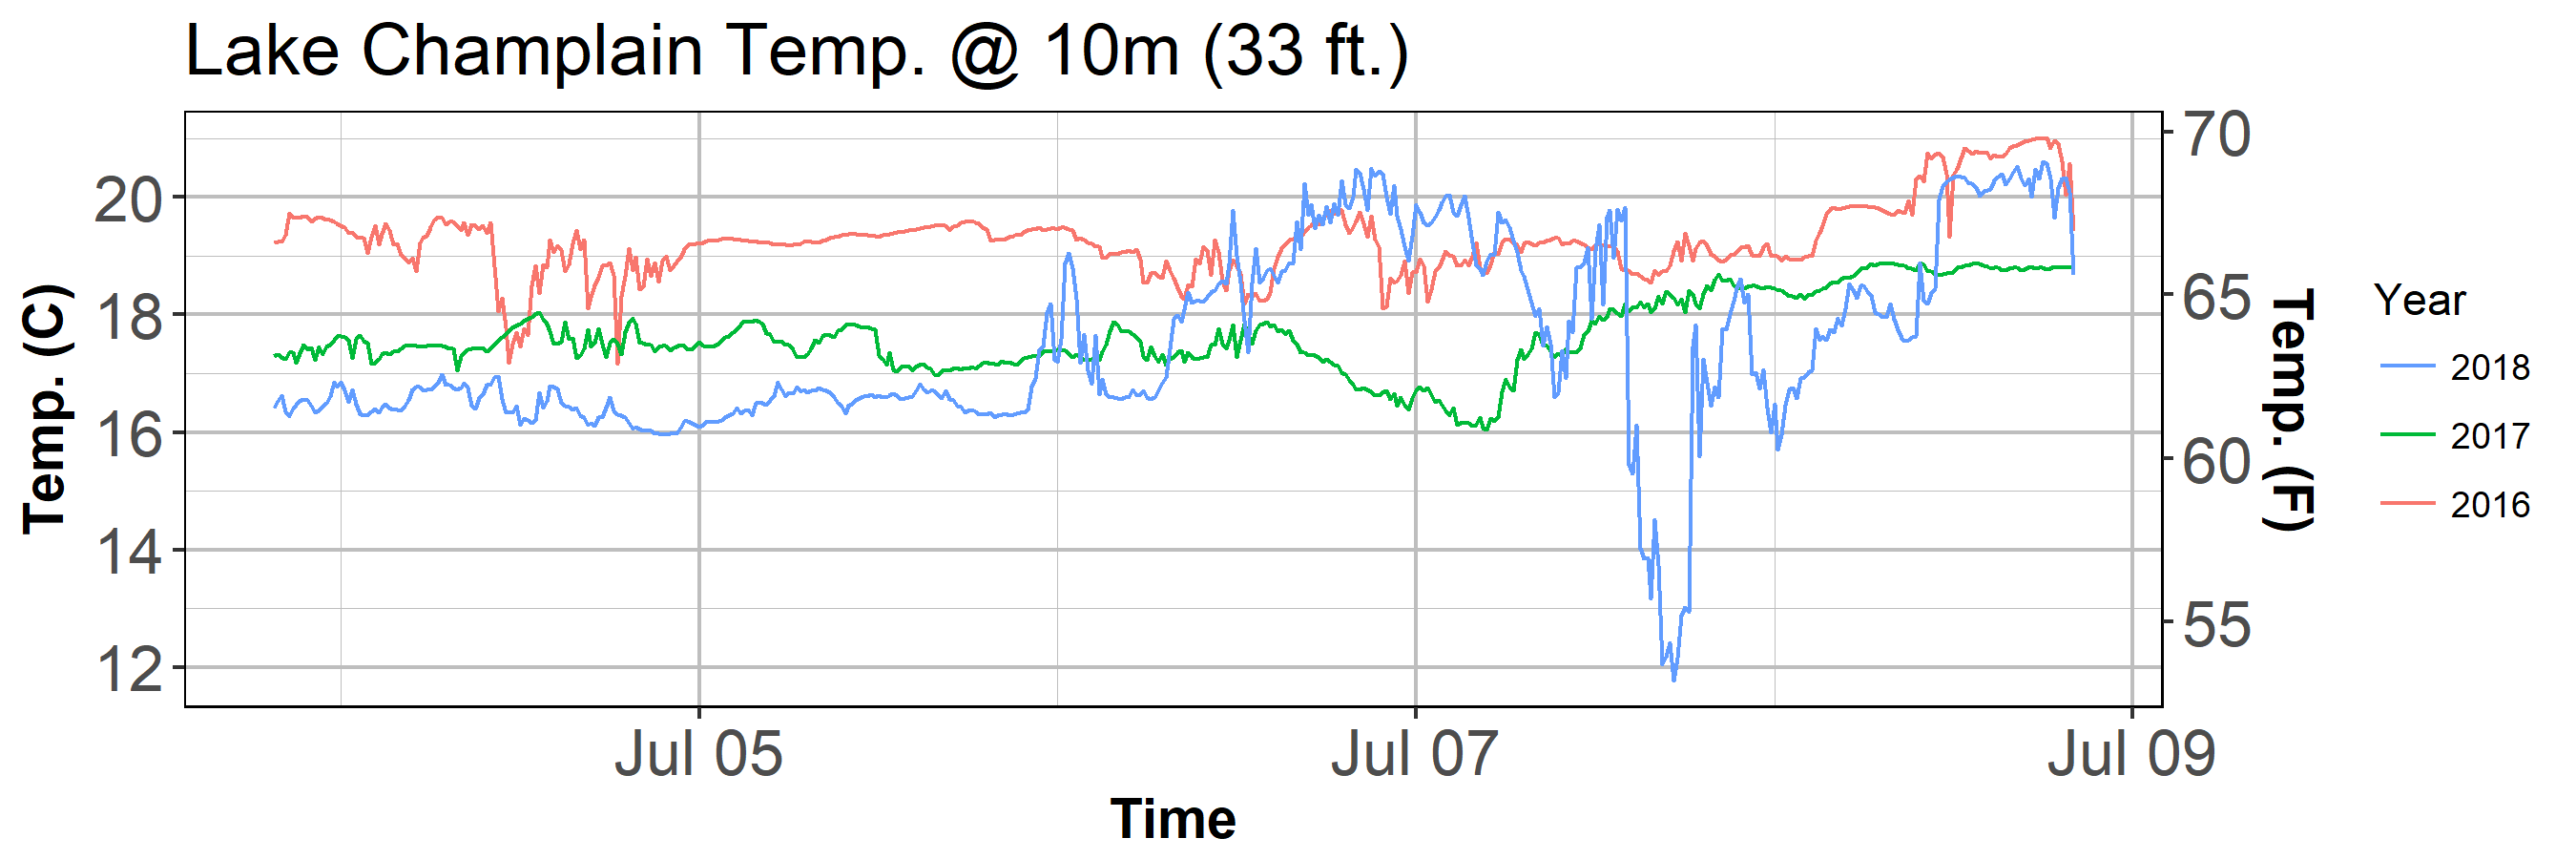 Lake Champlain Temp. @ 10m (33 ft.)
Temp. (C)
20
18
16
14
12
70
65
60
55
Temp. (F)
Jul 05
Jul 07
Jul 09
Time
Year
2018
2017
2016